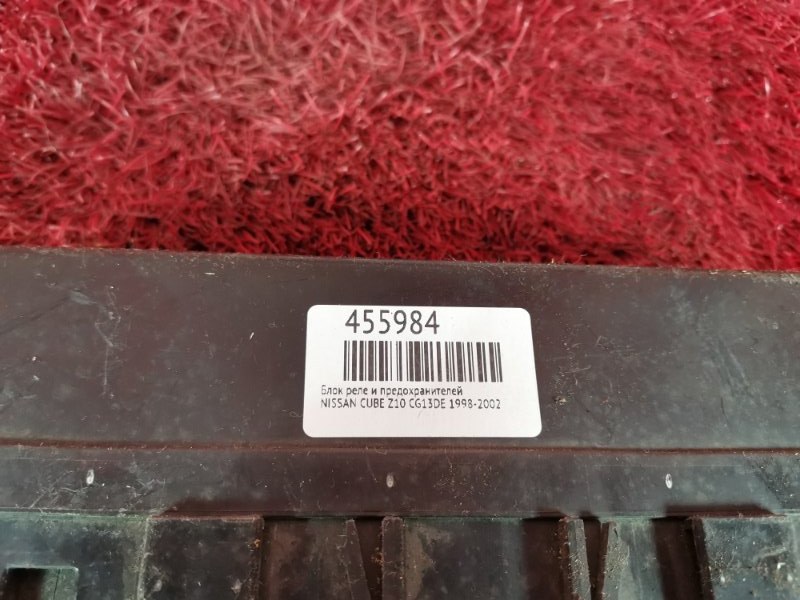 455984
Блок реле и предохранителей
NISSAN CUBE Z10 CG13DE 1998-2002